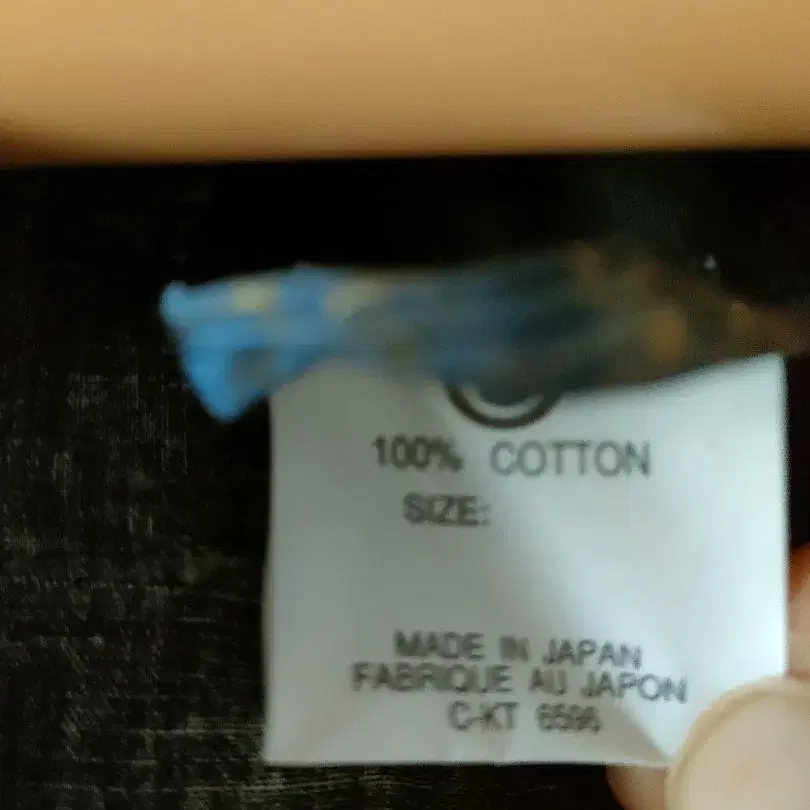 100% COTTON
SIZE:
MADE IN JAPAN
FABRIQUE AU JAPON
C-KT 6596